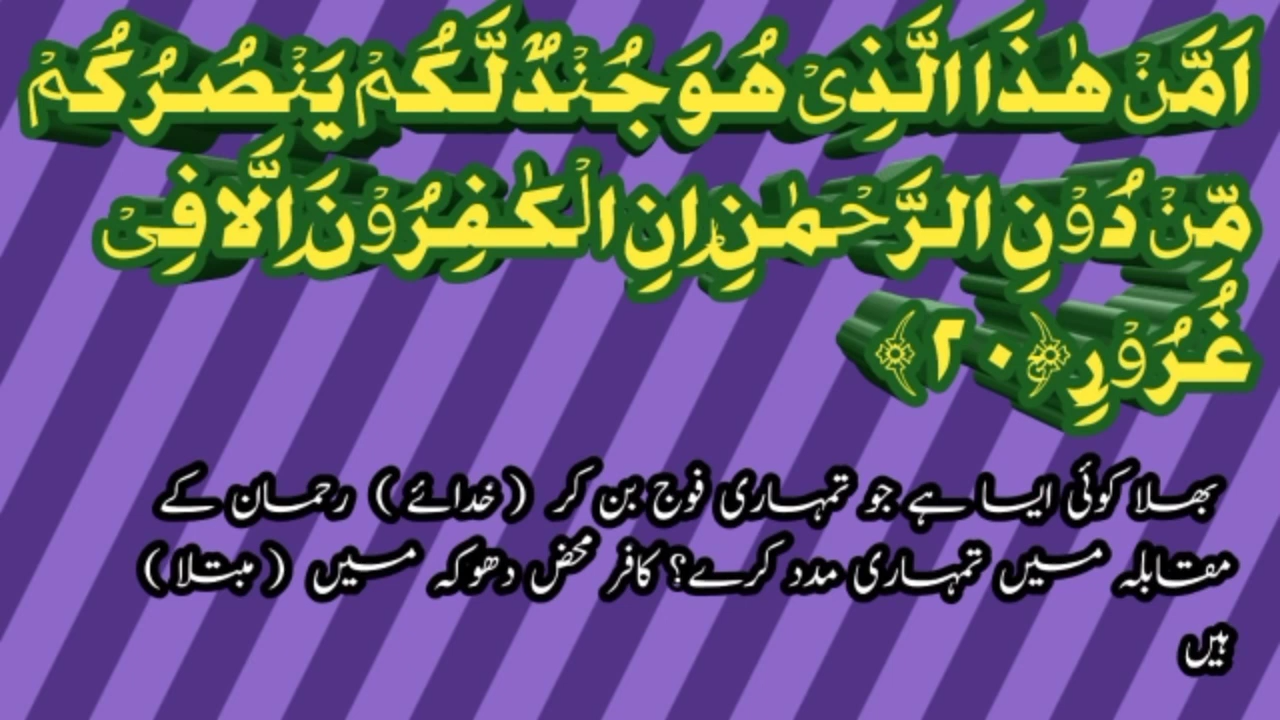 اَمَّنۡ هٰذَا الَّذِىۡ هُوَ جُنۡدٌ لَّكُمۡ يَنۡصُرُكُمۡ
مِّنۡ دُوۡنِ الرَّحۡمٰنِ‌ؕ اِنِ الۡكٰفِرُوۡنَ اِلَّا فِىۡ
غُرُوۡرٍ‌ۚ ﴿۲۰﴾
بھلا کوئی ایسا ہے جو تمہاری فوج بن کر ( خدائے ) رحمان کے
مقابلہ میں تمہاری مدد کرے؟ کافر محض دھوکہ میں ( مبتلا )
ہیں